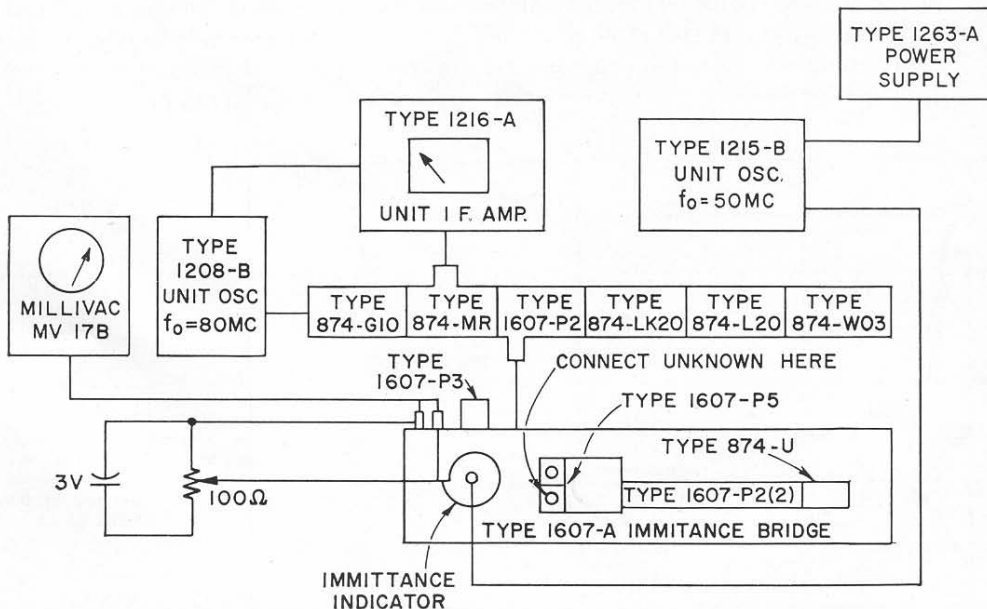 TYPE 1263-A
POWER
SUPPLY
TYPE 1216-A
UNIT I F. AMP.
TYPE 1215-B
UNIT OSC.
fo=50MC
MILLIVAC
MV 17B
TYPE
1208-B
UNIT OSC
fo=80MC
TYPE
874-G10
TYPE
874-MR
TYPE
1607-P2
TYPE
874-LK20
TYPE
874-L20
TYPE
874-WO3
TYPE
1607-P3
CONNECT UNKNOWN HERE
TYPE 1607-P5
TYPE 874-U
3V
100Ω
TYPE 1607-P2(2)
TYPE 1607-A IMMITANCE BRIDGE
IMMITTANCE
INDICATOR